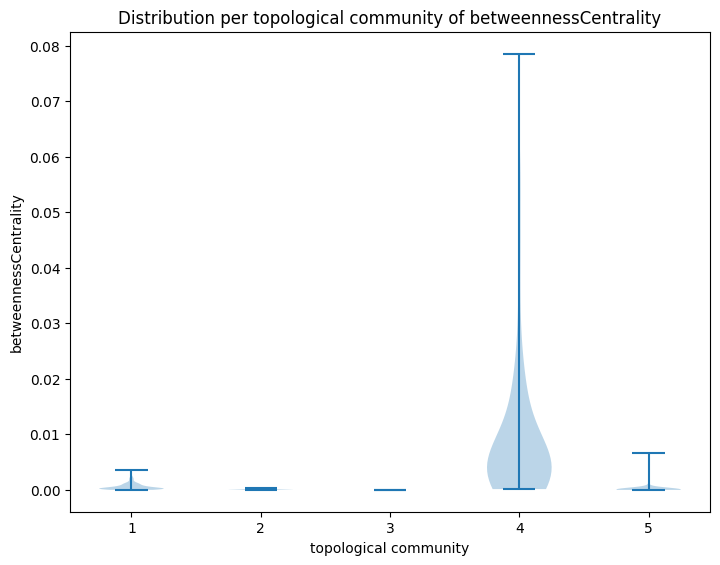 Distribution per topological community of betweennessCentrality
0.08
0.07
0.06
0.05
0.04
0.03
0.02
0.01
0.00
betweennessCentrality
1 2 3 4 5
topological community